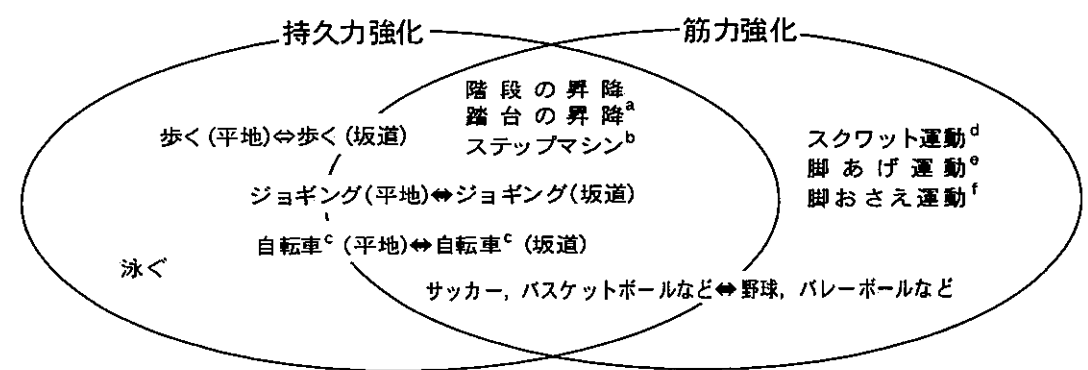 持久力強化
筋力強化
階段の昇降
踏台の昇降a
ステップマシンb
歩く(平地)⇔歩く(坂道)
スクワット運動d
脚あげ運動e
脚おさえ運動f
ジョギング(平地)⇔ジョギング(坂道)
自転車c(平地)⇔自転車c(坂道)
泳ぐ
サッカー,バスケットボールなど⇔野球,バレーボールなど